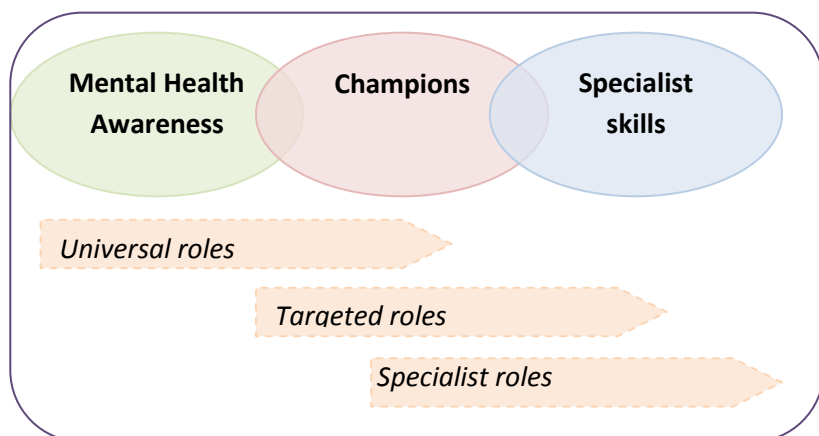 Mental Health
Awareness
Champions
Specialist
skills
Universal roles
Targeted roles
Specialist roles